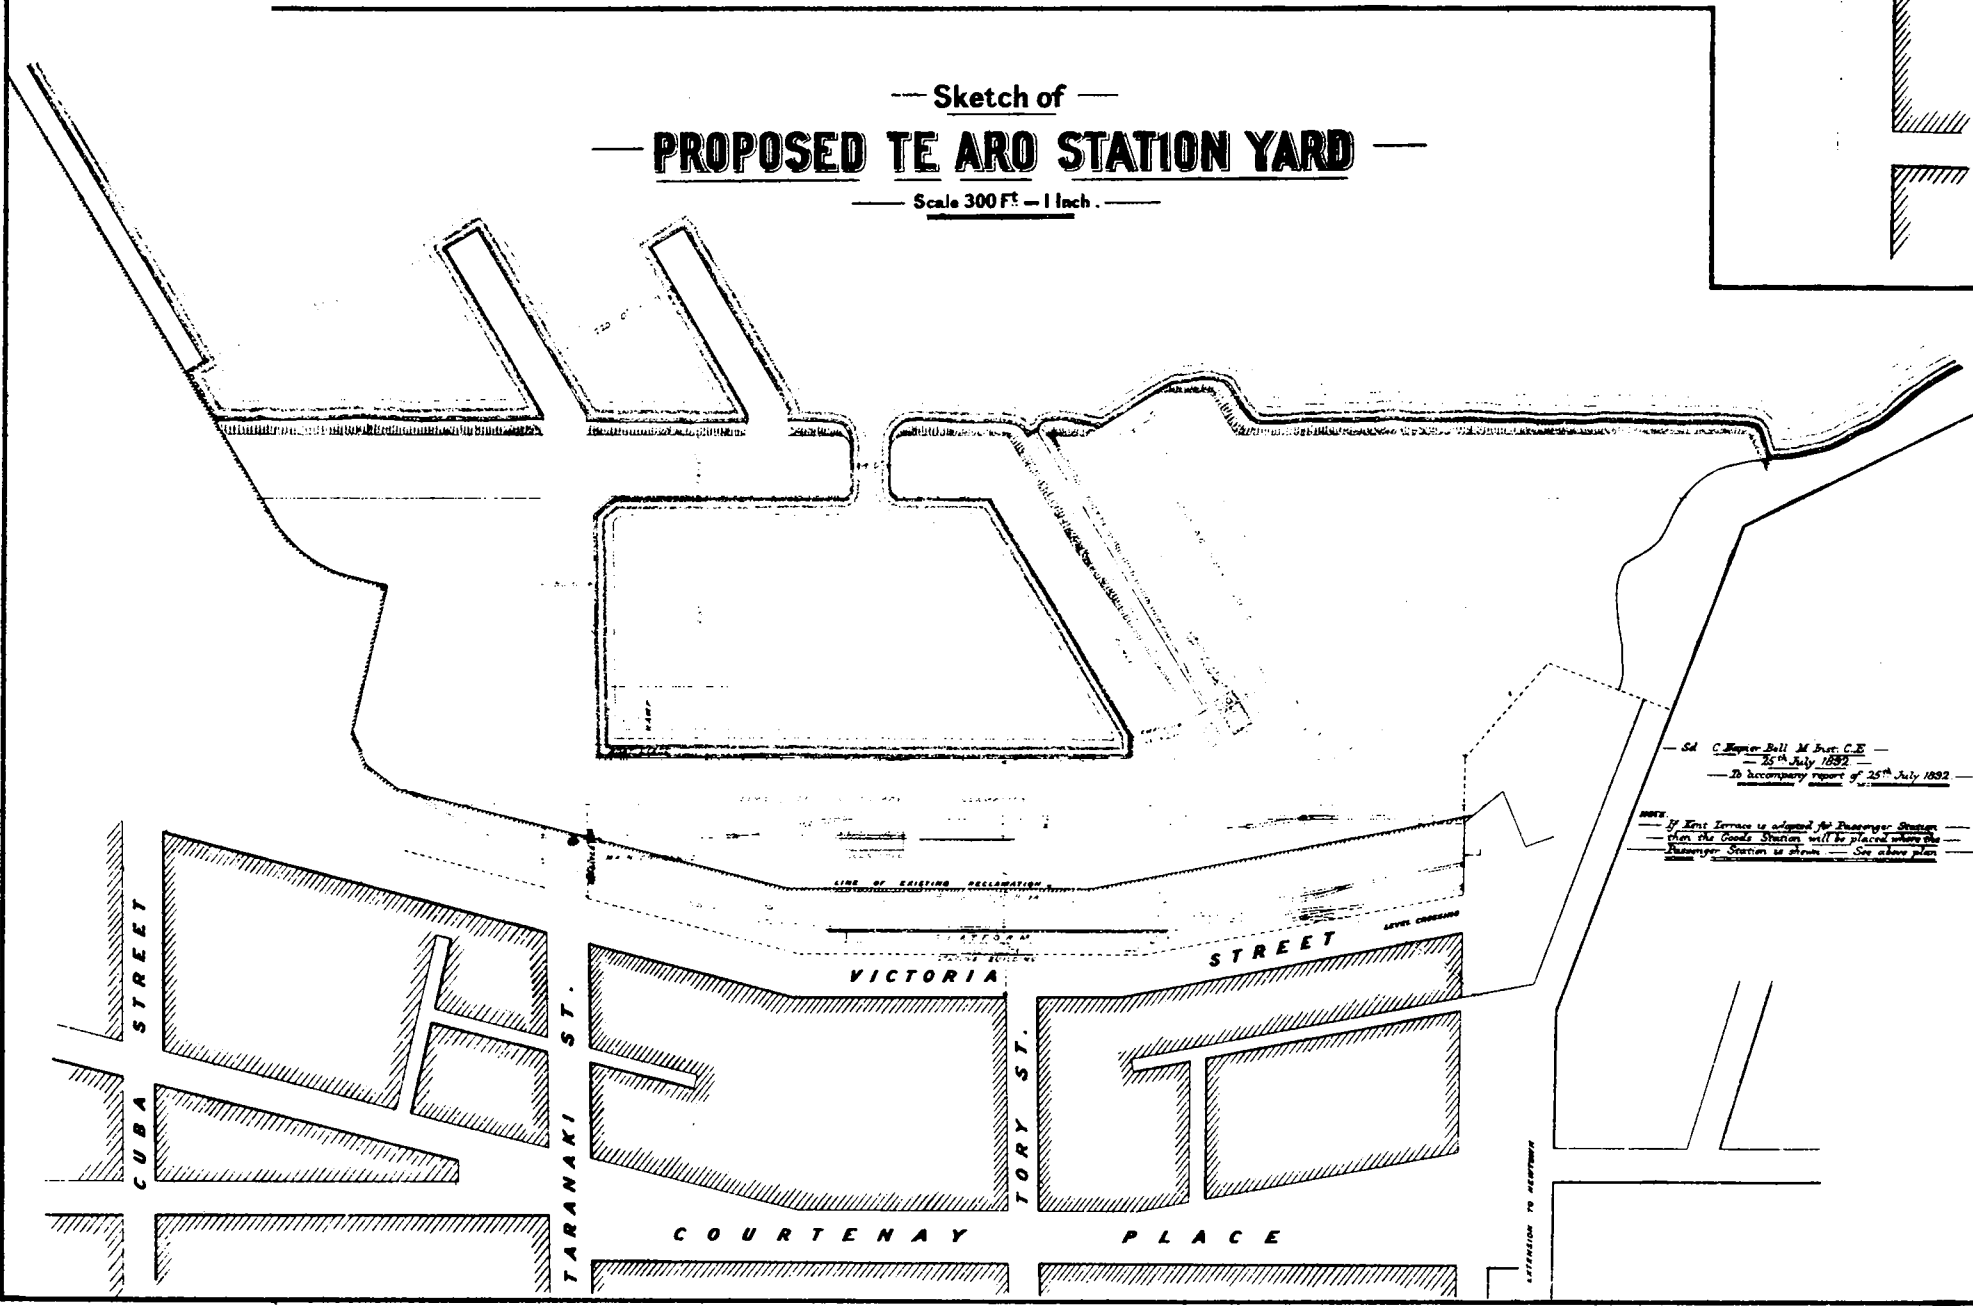 Sketch of
PROPOSED TE ARO STATION YARD
Scale 300 Ft = 1 Inch.
RAMP
Sd C Napier Bell M Inst. C.E
25th July 1892
To accompany report of 25th July 1892
NOTE
If Kent Terrace is adopted for Passenger Station
then the Goods Station will be placed where the
Passenger Station is shewn — See above plan
LINE OF EXISTING RECLAMATION
PLATFORM
LEVEL CROSSING
VICTORIA STREET
CUBA STREET
TARANAKI ST.
TORY ST.
COURTENAY PLACE
EXTENSION TO NEWTOWN